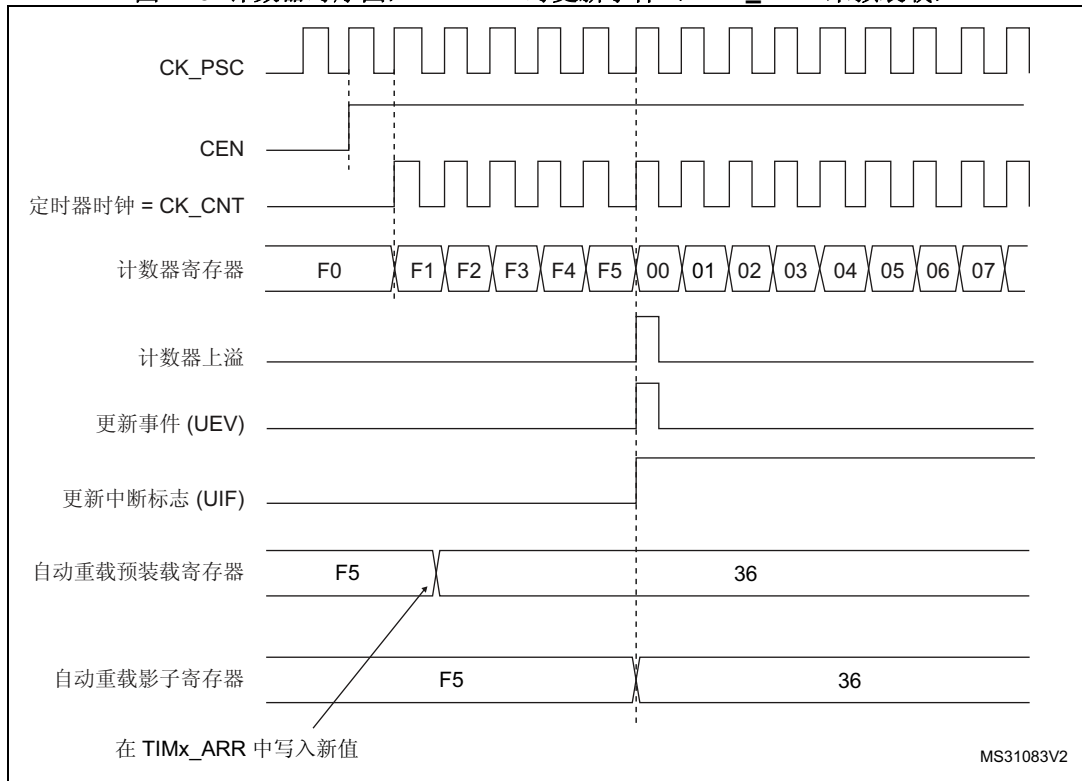 CK_PSC
CEN
定时器时钟 = CK_CNT
计数器寄存器 F0 F1 F2 F3 F4 F5 00 01 02 03 04 05 06 07
计数器上溢
更新事件 (UEV)
更新中断标志 (UIF)
自动重载预装载寄存器 F5 36
自动重载影子寄存器 F5 36
在 TIMx_ARR 中写入新值
MS31083V2